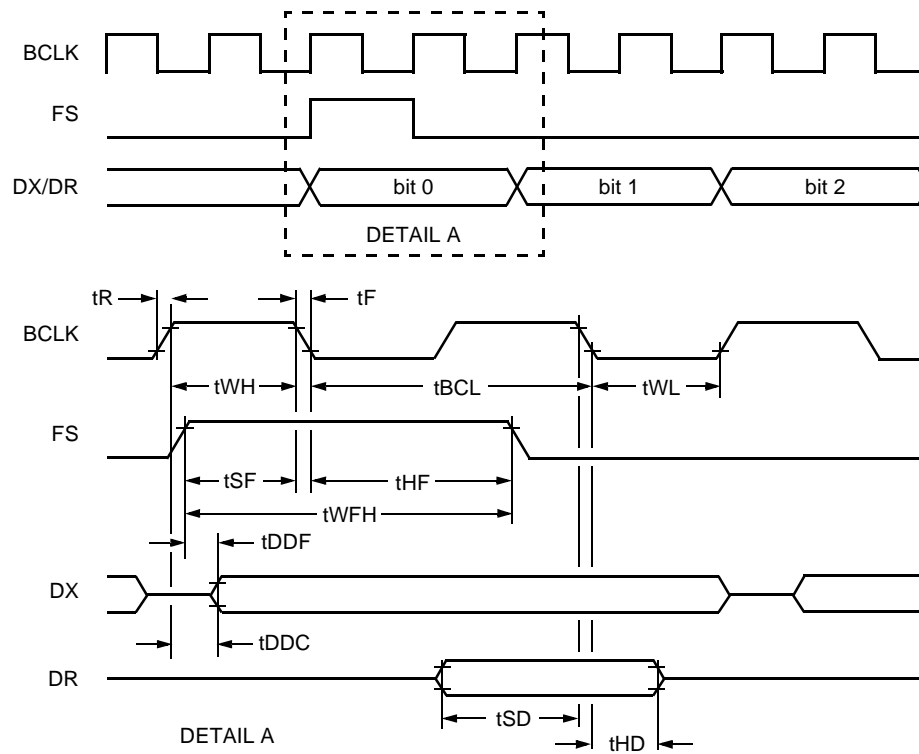 BCLK
FS
DX/DR
bit 0
bit 1
bit 2
DETAIL A
tR
tF
BCLK
tWH
tBCL
tWL
FS
tSF
tHF
tWFH
tDDF
DX
tDDC
DR
tSD
DETAIL A
tHD